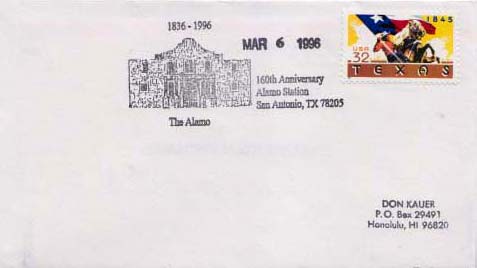 1836 - 1996
MAR 6 1996
160th Anniversary
Alamo Station
San Antonio, TX 78205
The Alamo
1845
USA
32
TEXAS
DON KAUER
P.O. Box 29491
Honolulu, HI 96820